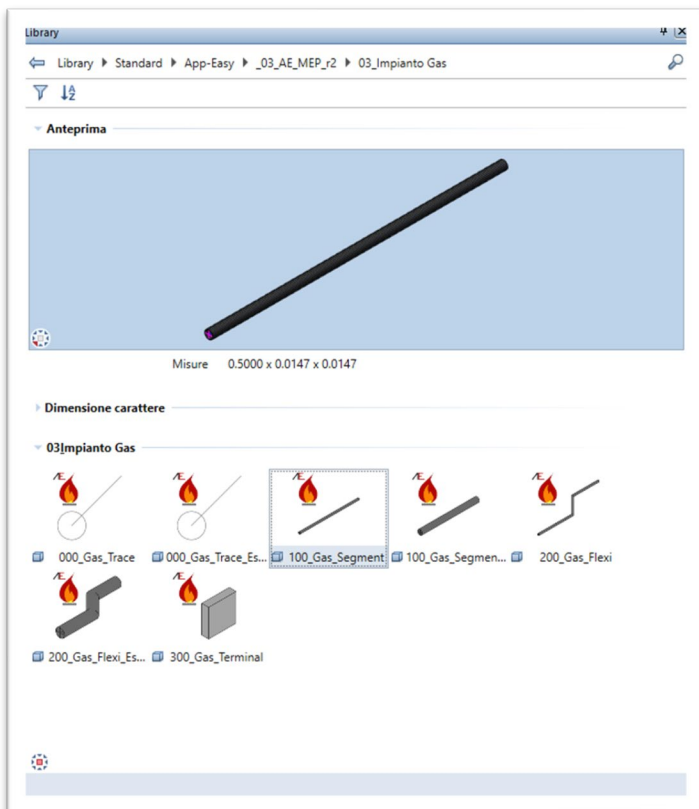 Library
Library Standard App-Easy _03_AE_MEP_r2 03_Impianto Gas
Anteprima
Misure 0.5000 x 0.0147 x 0.0147
Dimensione carattere
03Impianto Gas
Æ Æ Æ Æ Æ
000_Gas_Trace 000_Gas_Trace_Es... 100_Gas_Segment 100_Gas_Segmen... 200_Gas_Flexi
Æ Æ
200_Gas_Flexi_Es... 300_Gas_Terminal